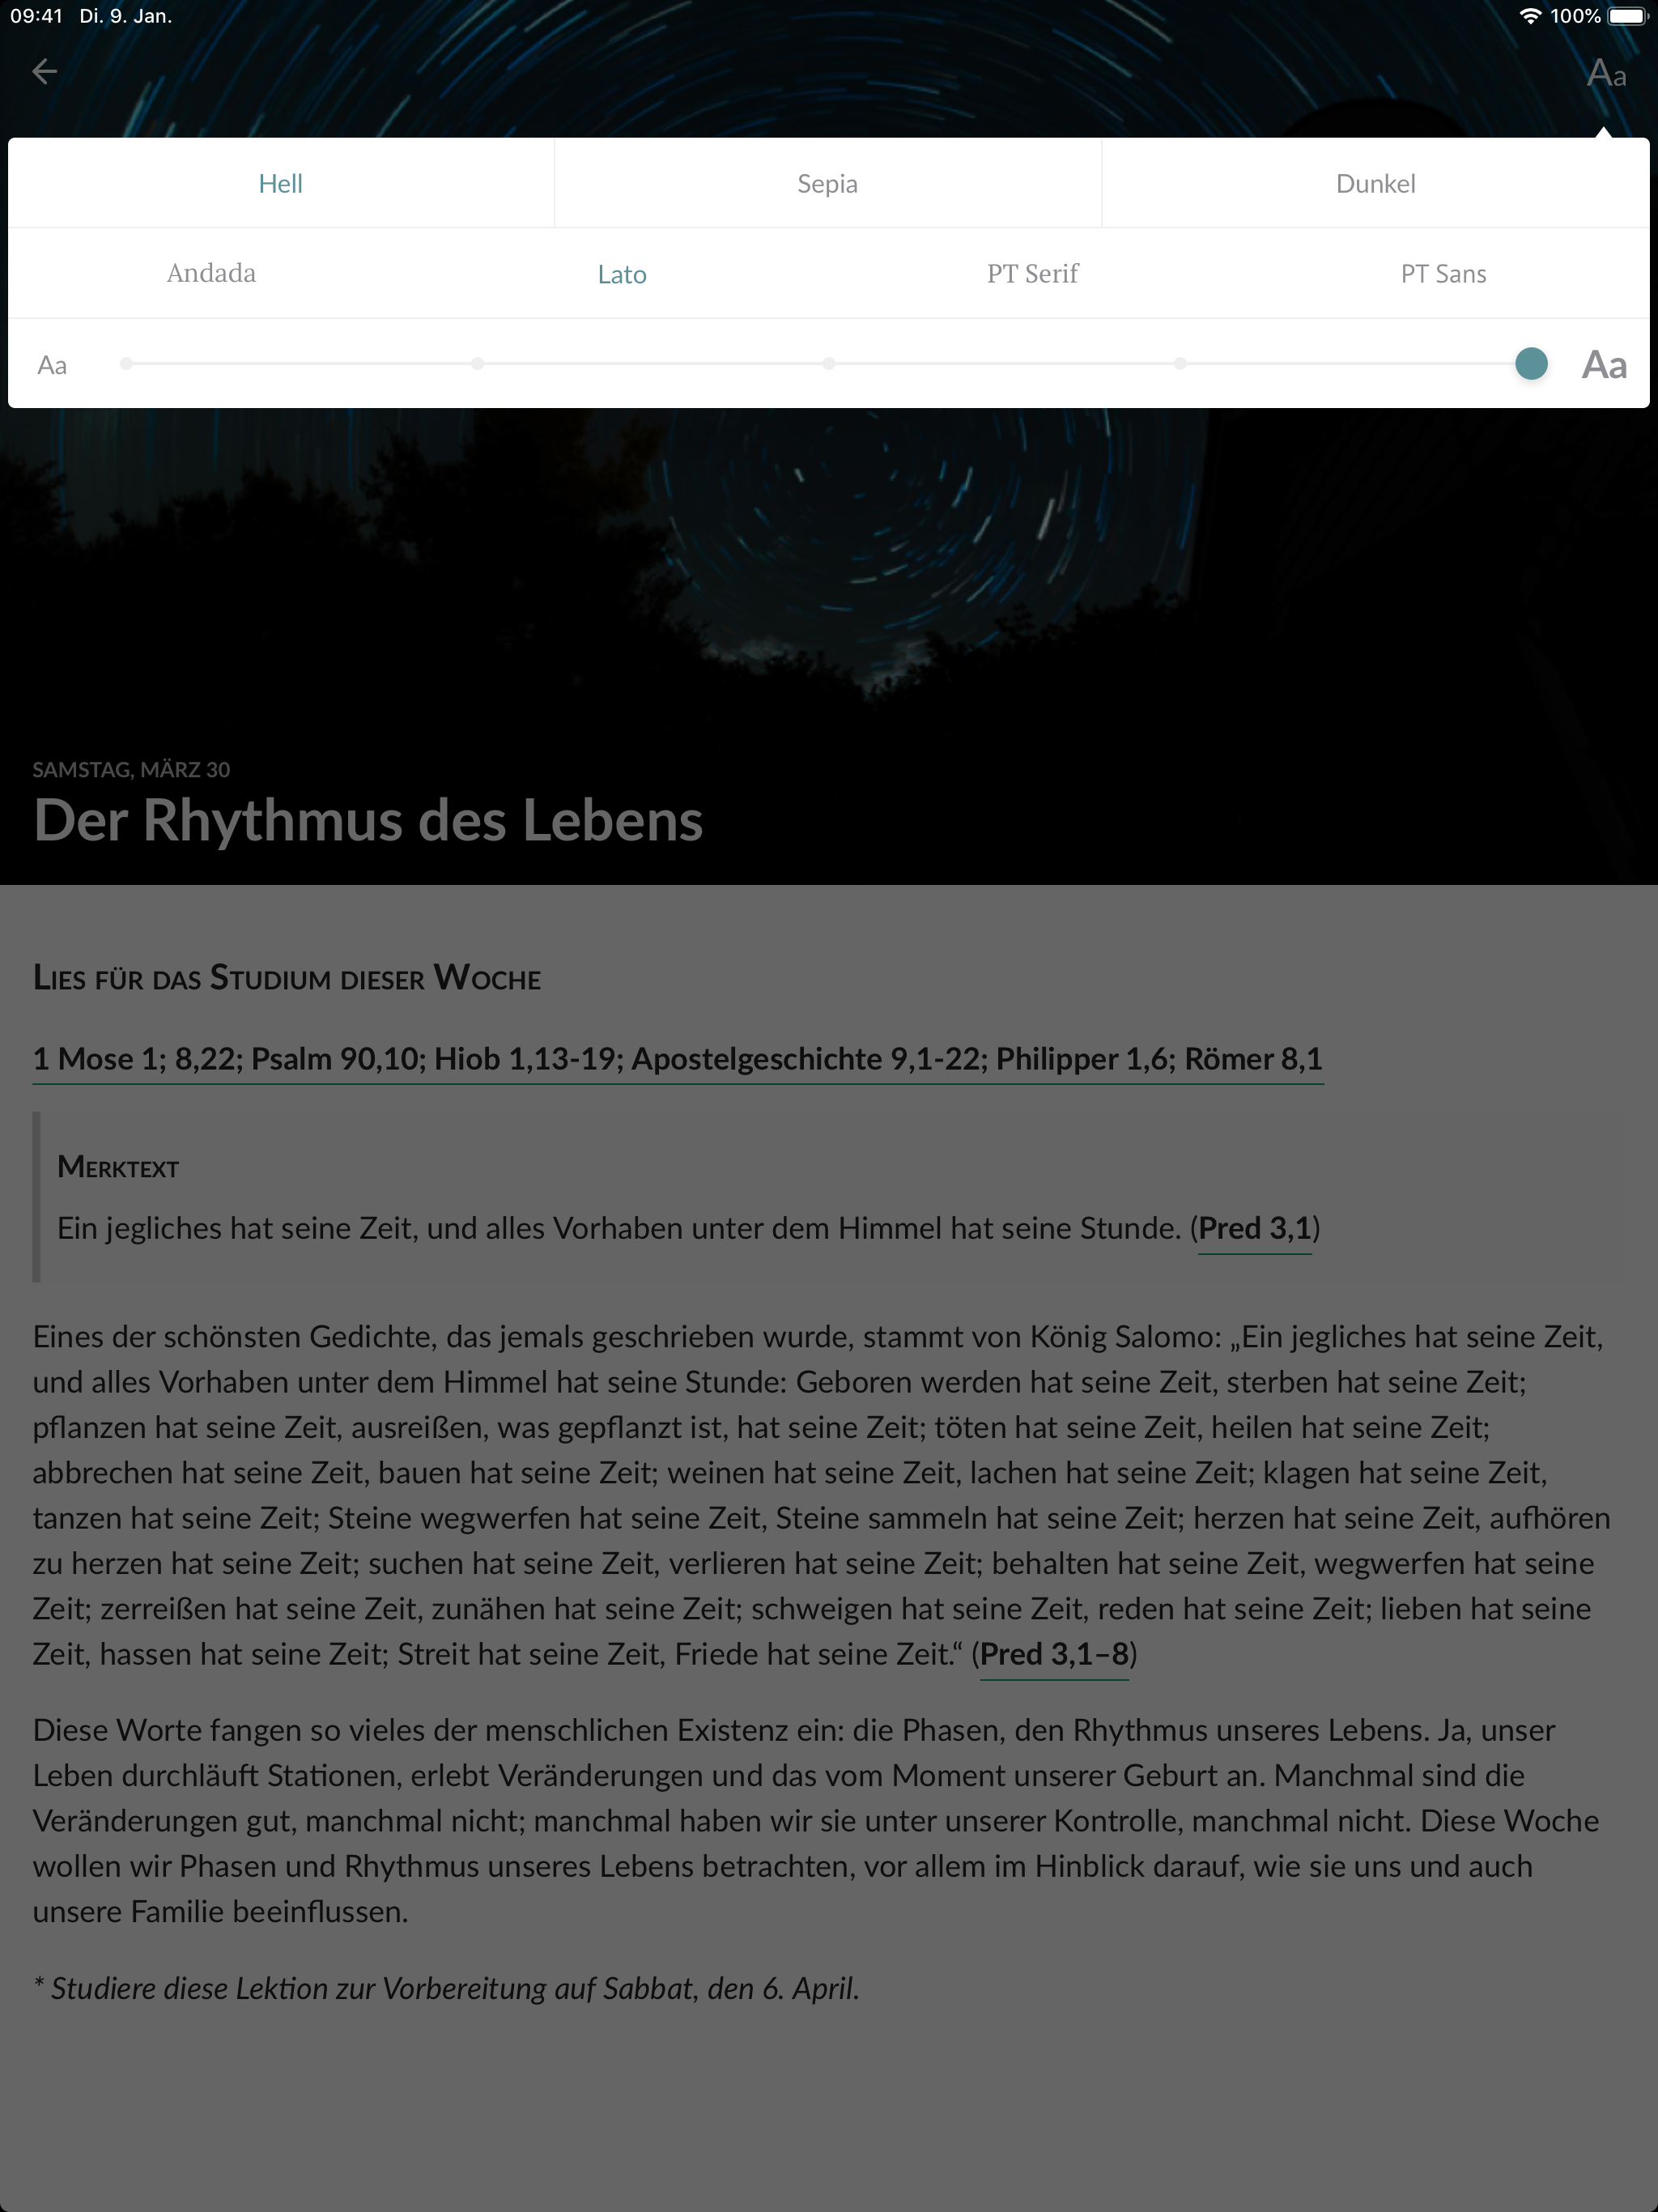 09:41 Di. 9. Jan. 100%
Aa
Hell Sepia Dunkel
Andada Lato PT Serif PT Sans
Aa Aa
SAMSTAG, MÄRZ 30
Der Rhythmus des Lebens
Lies für das Studium dieser Woche
1 Mose 1; 8,22; Psalm 90,10; Hiob 1,13-19; Apostelgeschichte 9,1-22; Philipper 1,6; Römer 8,1
Merktext
Ein jegliches hat seine Zeit, und alles Vorhaben unter dem Himmel hat seine Stunde. (Pred 3,1)
Eines der schönsten Gedichte, das jemals geschrieben wurde, stammt von König Salomo: „Ein jegliches hat seine Zeit,
und alles Vorhaben unter dem Himmel hat seine Stunde: Geboren werden hat seine Zeit, sterben hat seine Zeit;
pflanzen hat seine Zeit, ausreißen, was gepflanzt ist, hat seine Zeit; töten hat seine Zeit, heilen hat seine Zeit;
abbrechen hat seine Zeit, bauen hat seine Zeit; weinen hat seine Zeit, lachen hat seine Zeit; klagen hat seine Zeit,
tanzen hat seine Zeit; Steine wegwerfen hat seine Zeit, Steine sammeln hat seine Zeit; herzen hat seine Zeit, aufhören
zu herzen hat seine Zeit; suchen hat seine Zeit, verlieren hat seine Zeit; behalten hat seine Zeit, wegwerfen hat seine
Zeit; zerreißen hat seine Zeit, zunähen hat seine Zeit; schweigen hat seine Zeit, reden hat seine Zeit; lieben hat seine
Zeit, hassen hat seine Zeit; Streit hat seine Zeit, Friede hat seine Zeit.“ (Pred 3,1–8)
Diese Worte fangen so vieles der menschlichen Existenz ein: die Phasen, den Rhythmus unseres Lebens. Ja, unser
Leben durchläuft Stationen, erlebt Veränderungen und das vom Moment unserer Geburt an. Manchmal sind die
Veränderungen gut, manchmal nicht; manchmal haben wir sie unter unserer Kontrolle, manchmal nicht. Diese Woche
wollen wir Phasen und Rhythmus unseres Lebens betrachten, vor allem im Hinblick darauf, wie sie uns und auch
unsere Familie beeinflussen.
* Studiere diese Lektion zur Vorbereitung auf Sabbat, den 6. April.